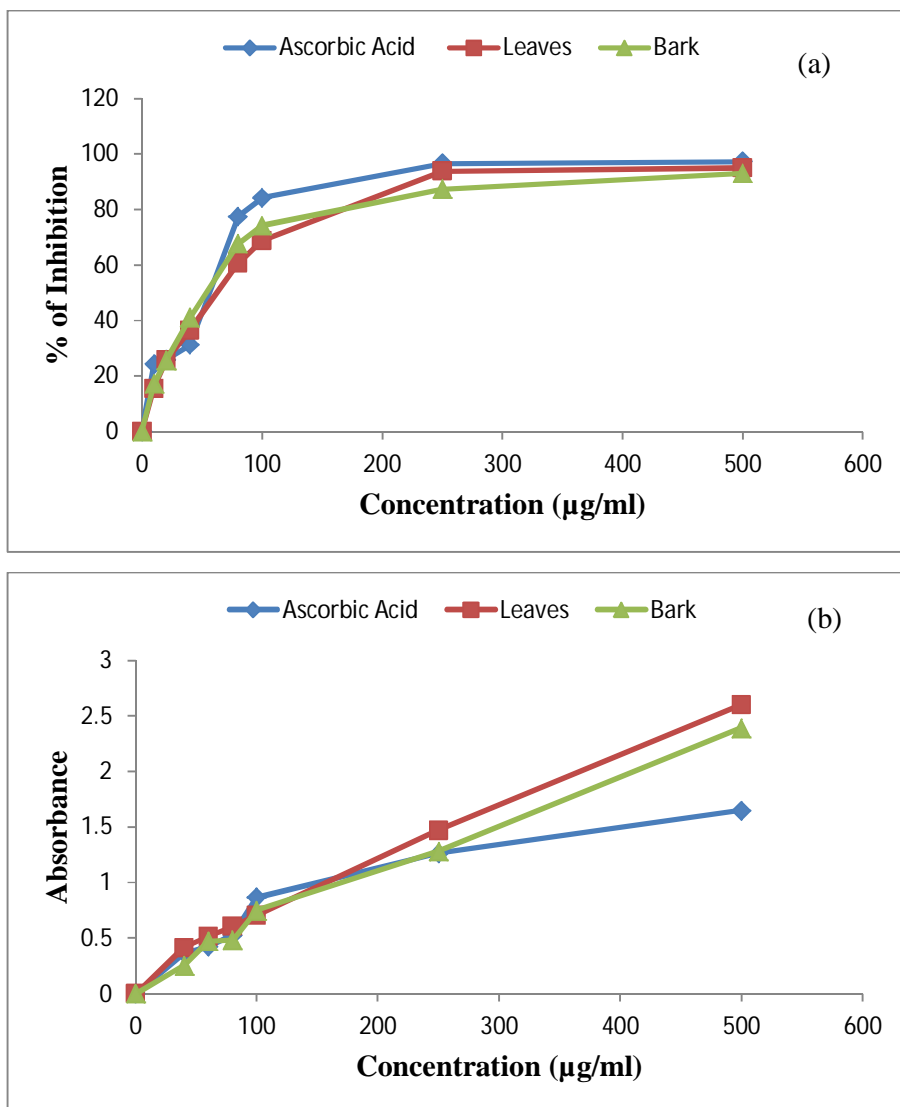 Ascorbic Acid Leaves Bark
(a)
120
100
80
60
40
20
0
% of Inhibition
0 100 200 300 400 500 600
Concentration (µg/ml)
Ascorbic Acid Leaves Bark
(b)
3
2.5
2
1.5
1
0.5
0
Absorbance
0 100 200 300 400 500 600
Concentration (µg/ml)